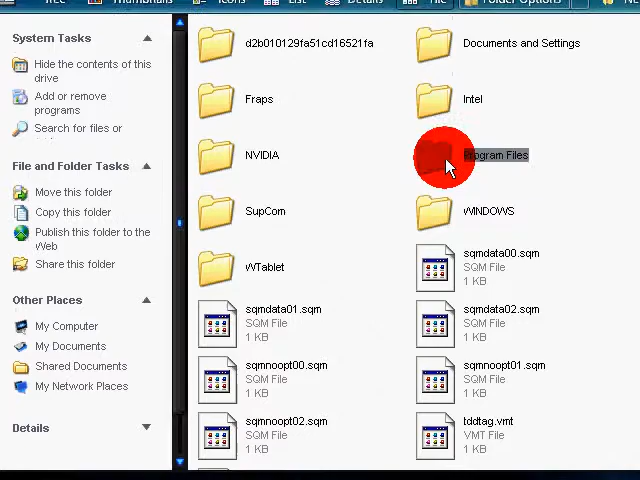 Tree Thumbnails Icons List Details File Folder Options
System Tasks
Hide the contents of this
drive
Add or remove
programs
Search for files or
File and Folder Tasks
Move this folder
Copy this folder
Publish this folder to the
Web
Share this folder
Other Places
My Computer
My Documents
Shared Documents
My Network Places
Details
d2b010129fa51cd16521fa
Documents and Settings
Fraps
Intel
NVIDIA
Program Files
SupCom
WINDOWS
WTablet
sqmdata00.sqm
SQM File
1 KB
sqmdata01.sqm
SQM File
1 KB
sqmdata02.sqm
SQM File
1 KB
sqmnoopt00.sqm
SQM File
1 KB
sqmnoopt01.sqm
SQM File
1 KB
sqmnoopt02.sqm
SQM File
1 KB
tddtag.vmt
VMT File
1 KB